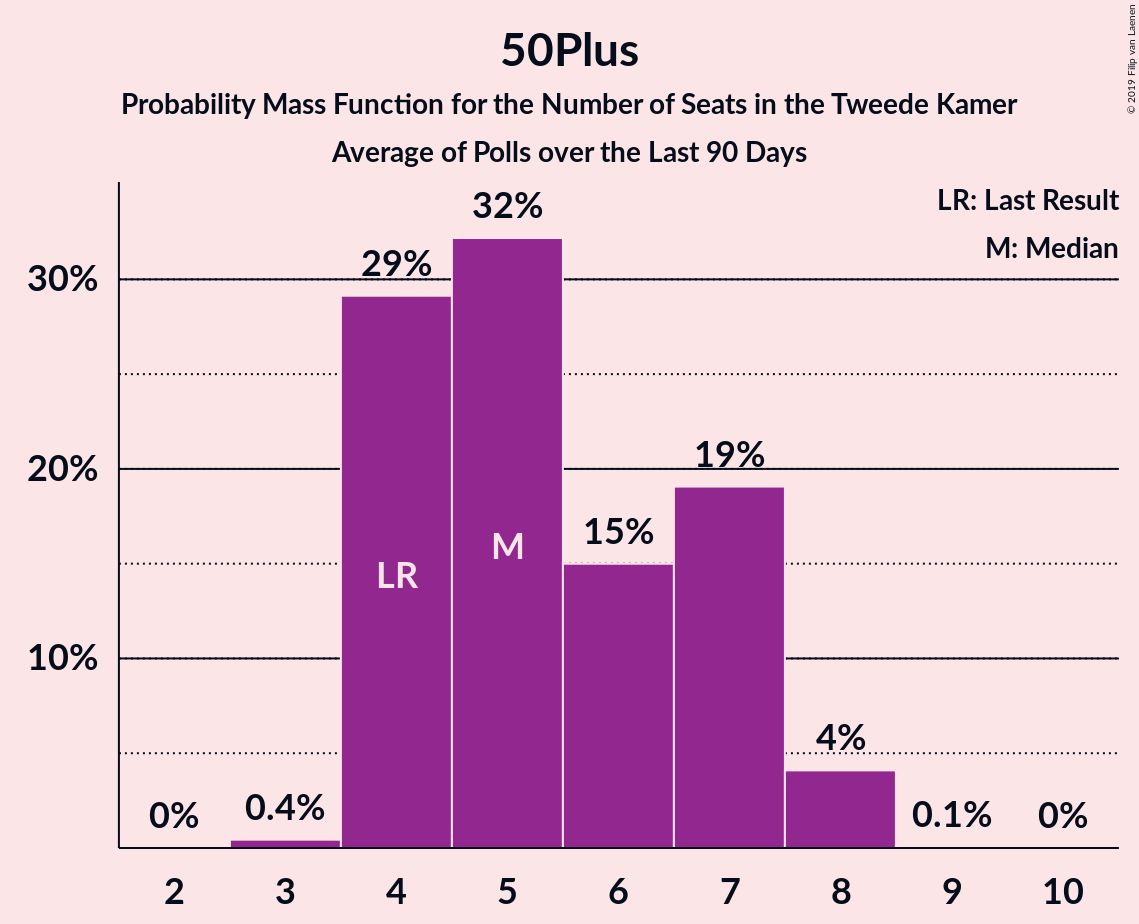 50Plus
Probability Mass Function for the Number of Seats in the Tweede Kamer
Average of Polls over the Last 90 Days
© 2019 Filip van Laenen
LR: Last Result
M: Median
30%
20%
10%
0%
0.4%
29%
32%
15%
19%
4%
0.1%
0%
LR
M
2 3 4 5 6 7 8 9 10